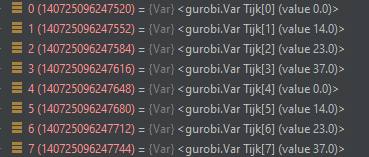 0 (140725096247520) = {Var} <gurobi.Var Tijk[0] (value 0.0)>
1 (140725096247552) = {Var} <gurobi.Var Tijk[1] (value 14.0)>
2 (140725096247584) = {Var} <gurobi.Var Tijk[2] (value 23.0)>
3 (140725096247616) = {Var} <gurobi.Var Tijk[3] (value 37.0)>
4 (140725096247648) = {Var} <gurobi.Var Tijk[4] (value 0.0)>
5 (140725096247680) = {Var} <gurobi.Var Tijk[5] (value 14.0)>
6 (140725096247712) = {Var} <gurobi.Var Tijk[6] (value 23.0)>
7 (140725096247744) = {Var} <gurobi.Var Tijk[7] (value 37.0)>